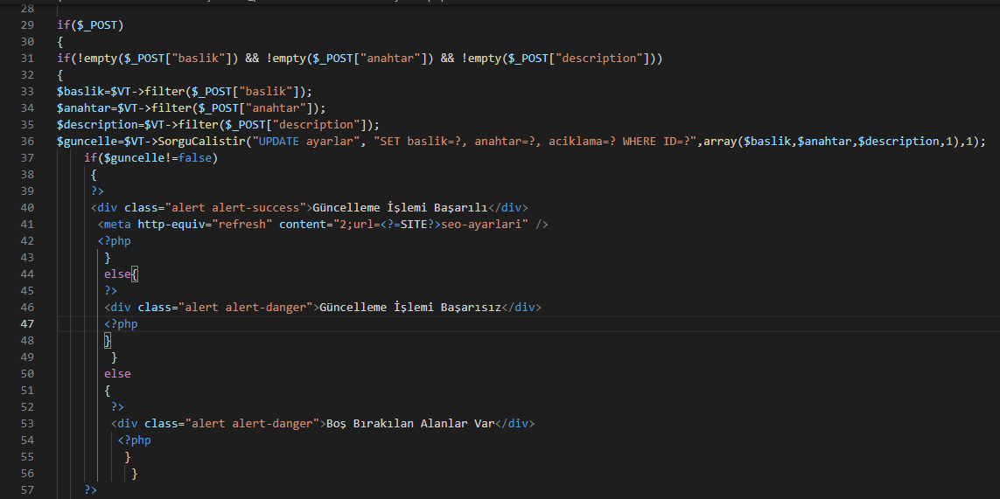 28
29 if($_POST)
30 {
31 if(!empty($_POST["baslik"]) && !empty($_POST["anahtar"]) && !empty($_POST["description"]))
32 {
33 $baslik=$VT->filter($_POST["baslik"]);
34 $anahtar=$VT->filter($_POST["anahtar"]);
35 $description=$VT->filter($_POST["description"]);
36 $guncelle=$VT->SorguCalistir("UPDATE ayarlar", "SET baslik=?, anahtar=?, aciklama=? WHERE ID=?",array($baslik,$anahtar,$description,1),1);
37 if($guncelle!=false)
38 {
39 ?>
40 <div class="alert alert-success">Güncelleme İşlemi Başarılı</div>
41 <meta http-equiv="refresh" content="2;url=<?=SITE?>seo-ayarlari" />
42 <?php
43 }
44 else{
45 ?>
46 <div class="alert alert-danger">Güncelleme İşlemi Başarısız</div>
47 <?php
48 }
49 }
50 else
51 {
52 ?>
53 <div class="alert alert-danger">Boş Bırakılan Alanlar Var</div>
54 <?php
55 }
56 }
57 ?>